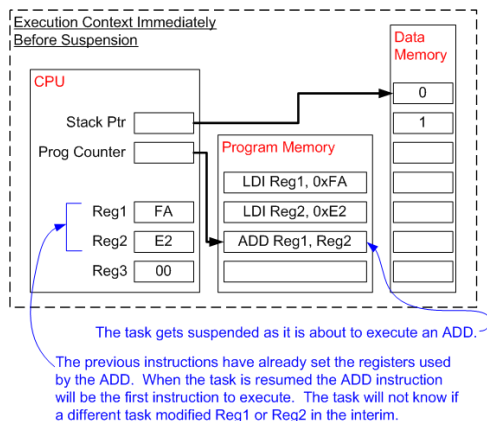 Execution Context Immediately
Before Suspension
Data
Memory
CPU
0
Stack Ptr
1
Prog Counter
Program Memory
LDI Reg1, 0xFA
Reg1 FA
LDI Reg2, 0xE2
Reg2 E2
ADD Reg1, Reg2
Reg3 00
The task gets suspended as it is about to execute an ADD.
The previous instructions have already set the registers used
by the ADD. When the task is resumed the ADD instruction
will be the first instruction to execute. The task will not know if
a different task modified Reg1 or Reg2 in the interim.